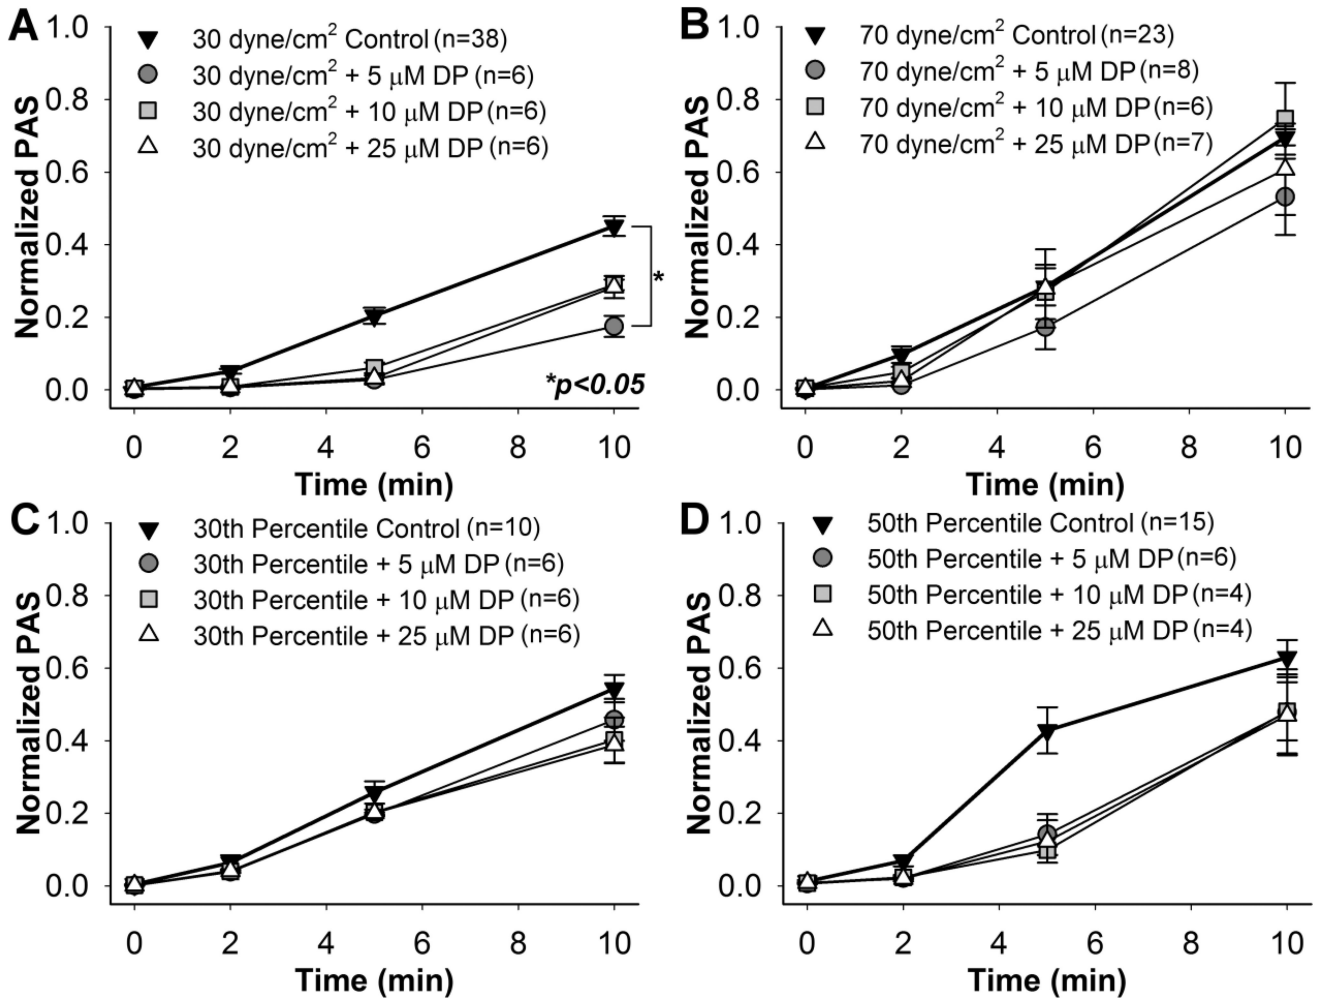 A
1.0
0.8
0.6
0.4
0.2
0.0
Normalized PAS
30 dyne/cm² Control (n=38)
30 dyne/cm² + 5 µM DP (n=6)
30 dyne/cm² + 10 µM DP (n=6)
30 dyne/cm² + 25 µM DP (n=6)
*
*p<0.05
0 2 4 6 8 10
Time (min)
B
1.0
0.8
0.6
0.4
0.2
0.0
Normalized PAS
70 dyne/cm² Control (n=23)
70 dyne/cm² + 5 µM DP (n=8)
70 dyne/cm² + 10 µM DP (n=6)
70 dyne/cm² + 25 µM DP (n=7)
0 2 4 6 8 10
Time (min)
C
1.0
0.8
0.6
0.4
0.2
0.0
Normalized PAS
30th Percentile Control (n=10)
30th Percentile + 5 µM DP (n=6)
30th Percentile + 10 µM DP (n=6)
30th Percentile + 25 µM DP (n=6)
0 2 4 6 8 10
Time (min)
D
1.0
0.8
0.6
0.4
0.2
0.0
Normalized PAS
50th Percentile Control (n=15)
50th Percentile + 5 µM DP (n=6)
50th Percentile + 10 µM DP (n=4)
50th Percentile + 25 µM DP (n=4)
0 2 4 6 8 10
Time (min)